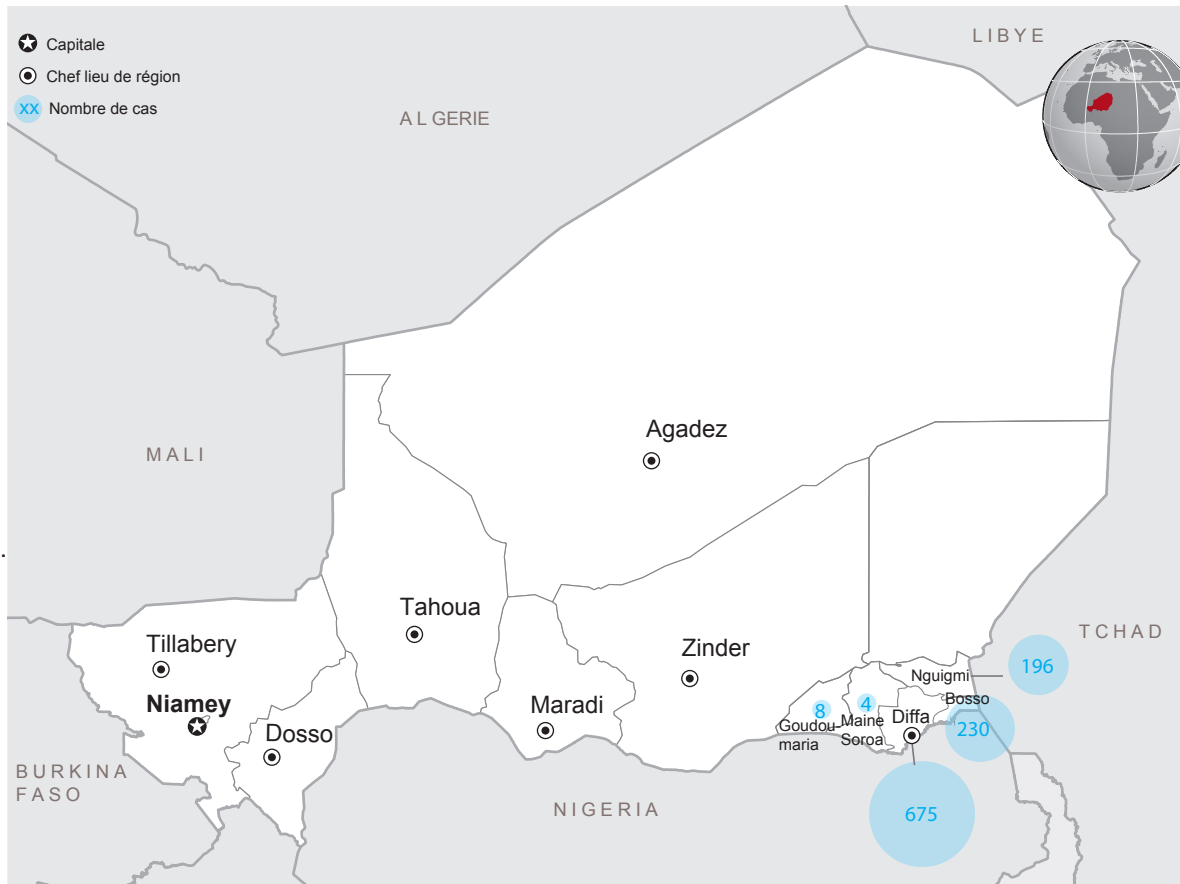 Capitale
Chef lieu de région
XX Nombre de cas
LIBYE
ALGERIE
MALI
Agadez
Tahoua
Tillabery
Niamey
Dosso
Maradi
Zinder
TCHAD
Nguigmi
196
Bosso
230
8
Goudou-
maria
4
Maine
Soroa
Diffa
675
BURKINA
FASO
NIGERIA